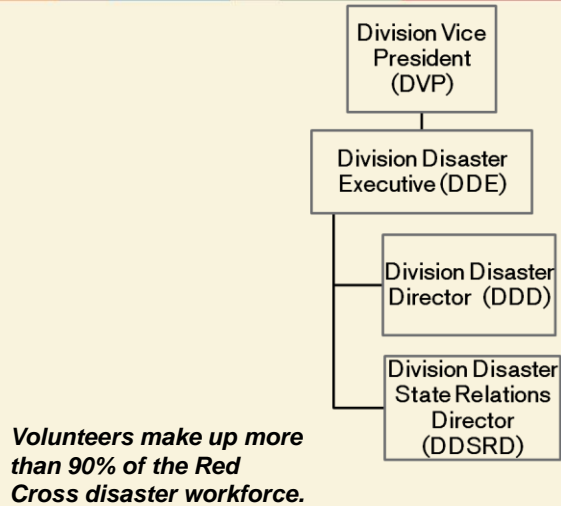 Division Vice
President
(DVP)
Division Disaster
Executive (DDE)
Division Disaster
Director (DDD)
Division Disaster
State Relations
Director
(DDSRD)
Volunteers make up more
than 90% of the Red
Cross disaster workforce.